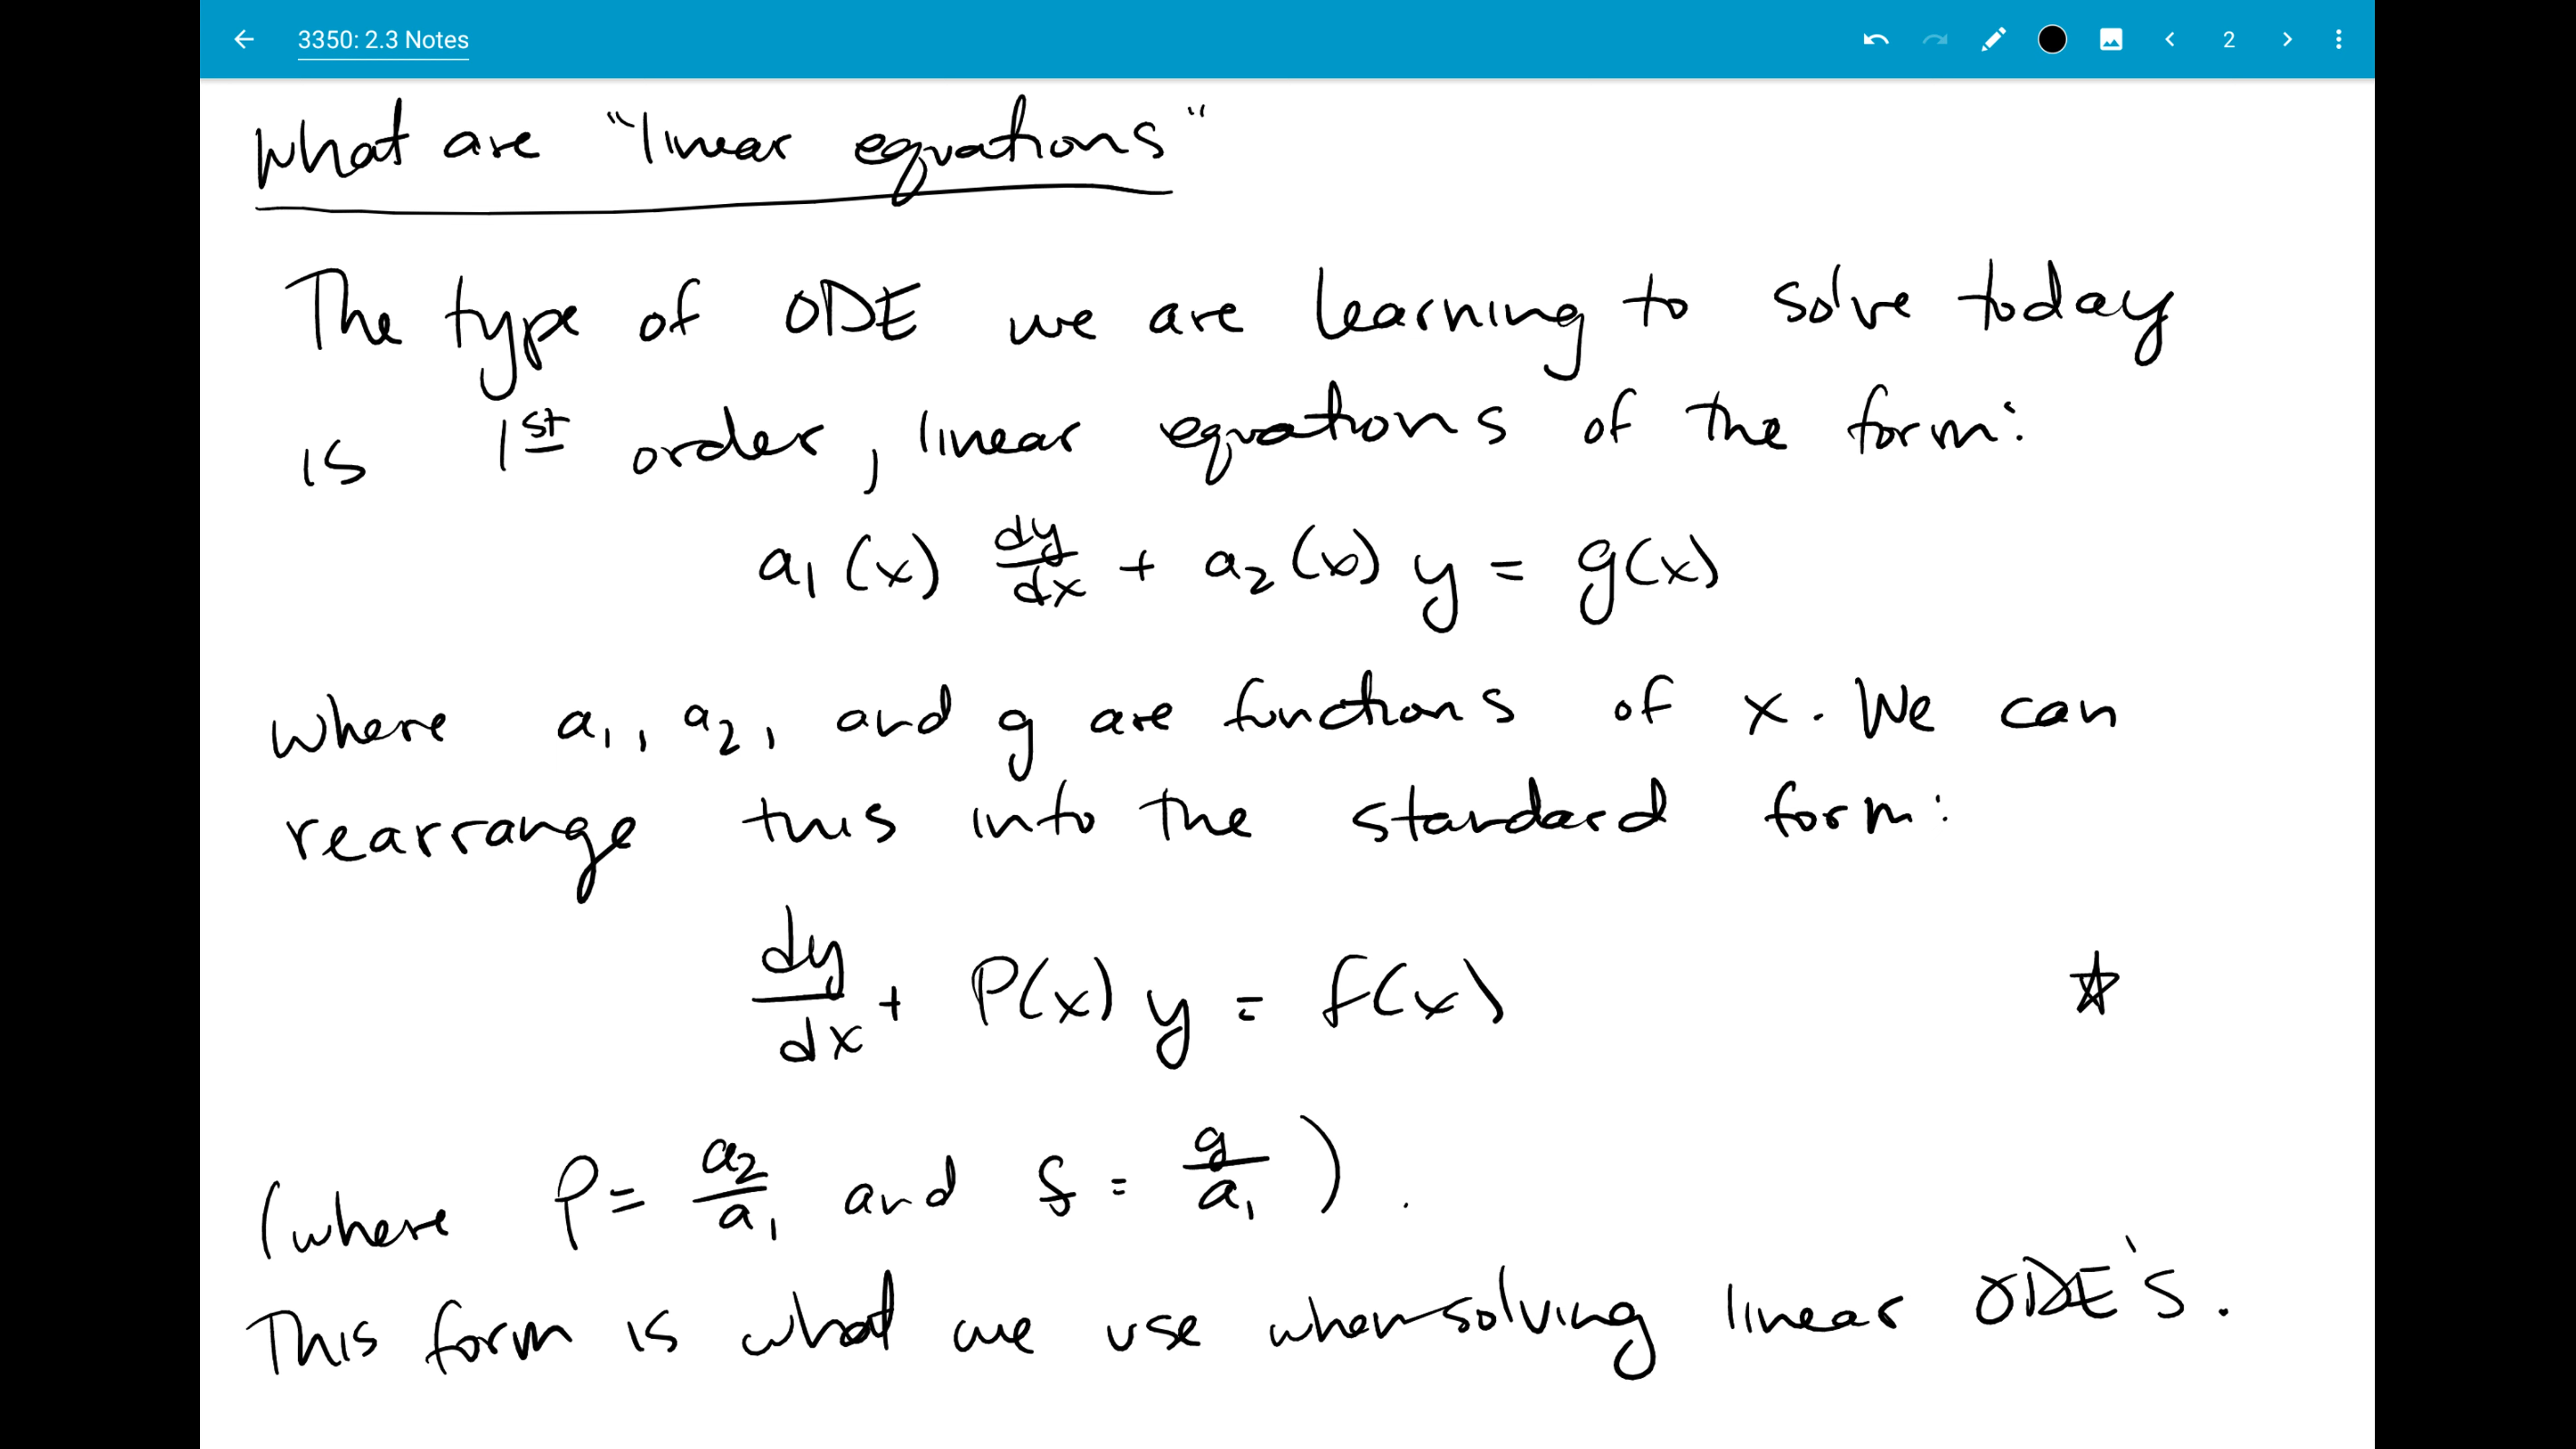 3350: 2.3 Notes
2
What are "linear equations"
The type of ODE we are learning to solve today
is 1st order, linear equations of the form:
a₁(x) dy/dx + a₂(x) y = g(x)
where a₁, a₂, and g are functions of x. We can
rearrange this into the standard form:
dy/dx + P(x) y = f(x) ☆
(where P = a₂/a₁ and f = g/a₁).
This form is what we use when solving linear ODE's.